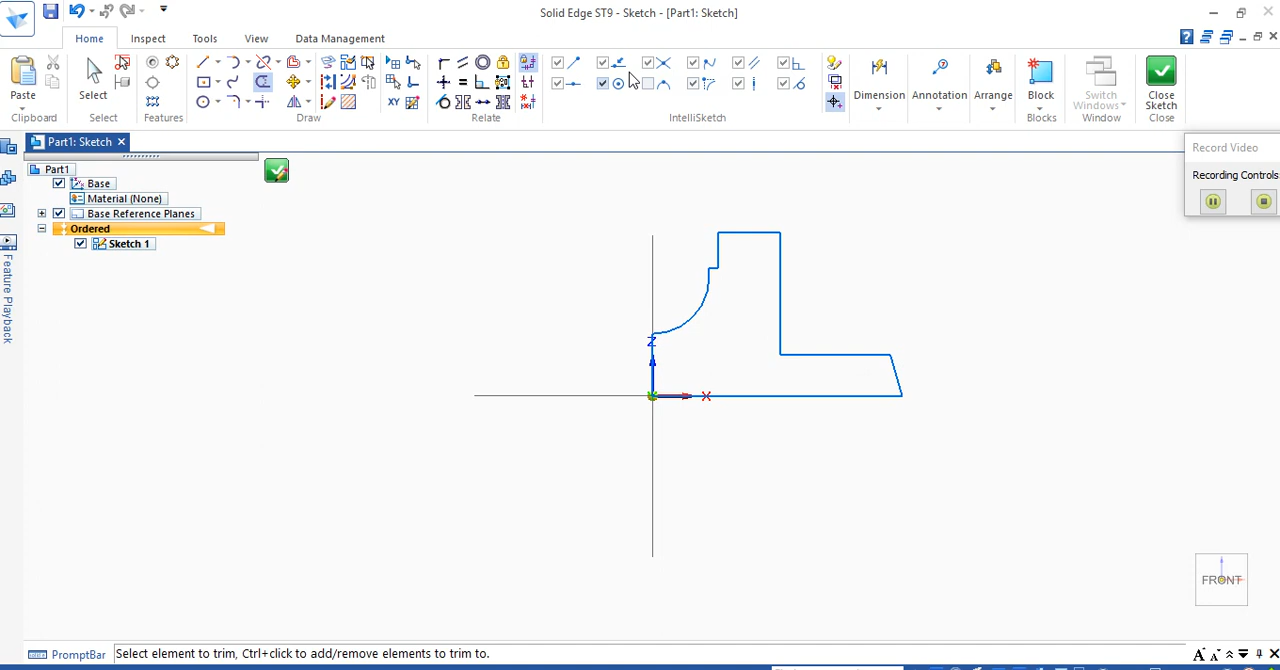 Solid Edge ST9 - Sketch - [Part1: Sketch]
Home Inspect Tools View Data Management
Paste
Select
XY
Dimension
Annotation
Arrange
Block
Switch Windows
Close Sketch
Clipboard Select Features Draw Relate IntelliSketch Blocks Window Close
Part1: Sketch
Record Video
Part1
Recording Controls:
Base
Material (None)
Base Reference Planes
Ordered
Sketch 1
Feature Playback
Z
X
FRONT
PromptBar Select element to trim, Ctrl+click to add/remove elements to trim to.